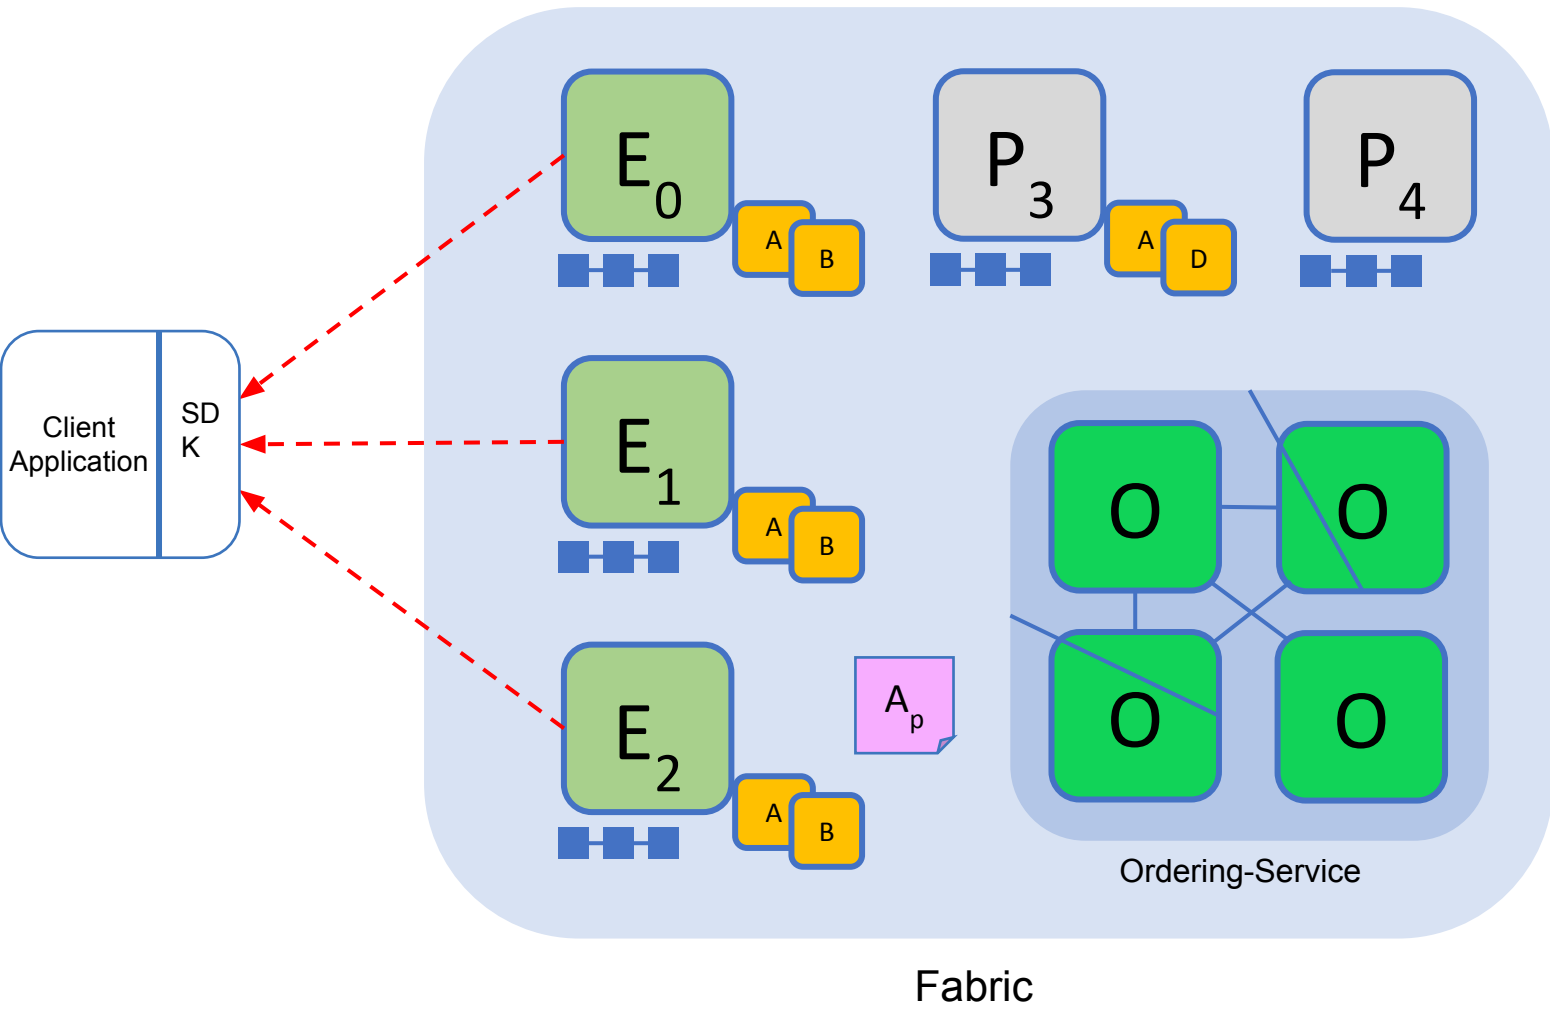 E0
A
B
P3
A
D
P4
Client
Application
SD
K
E1
A
B
O
O
E2
A
B
Ap
O
O
Ordering-Service
Fabric